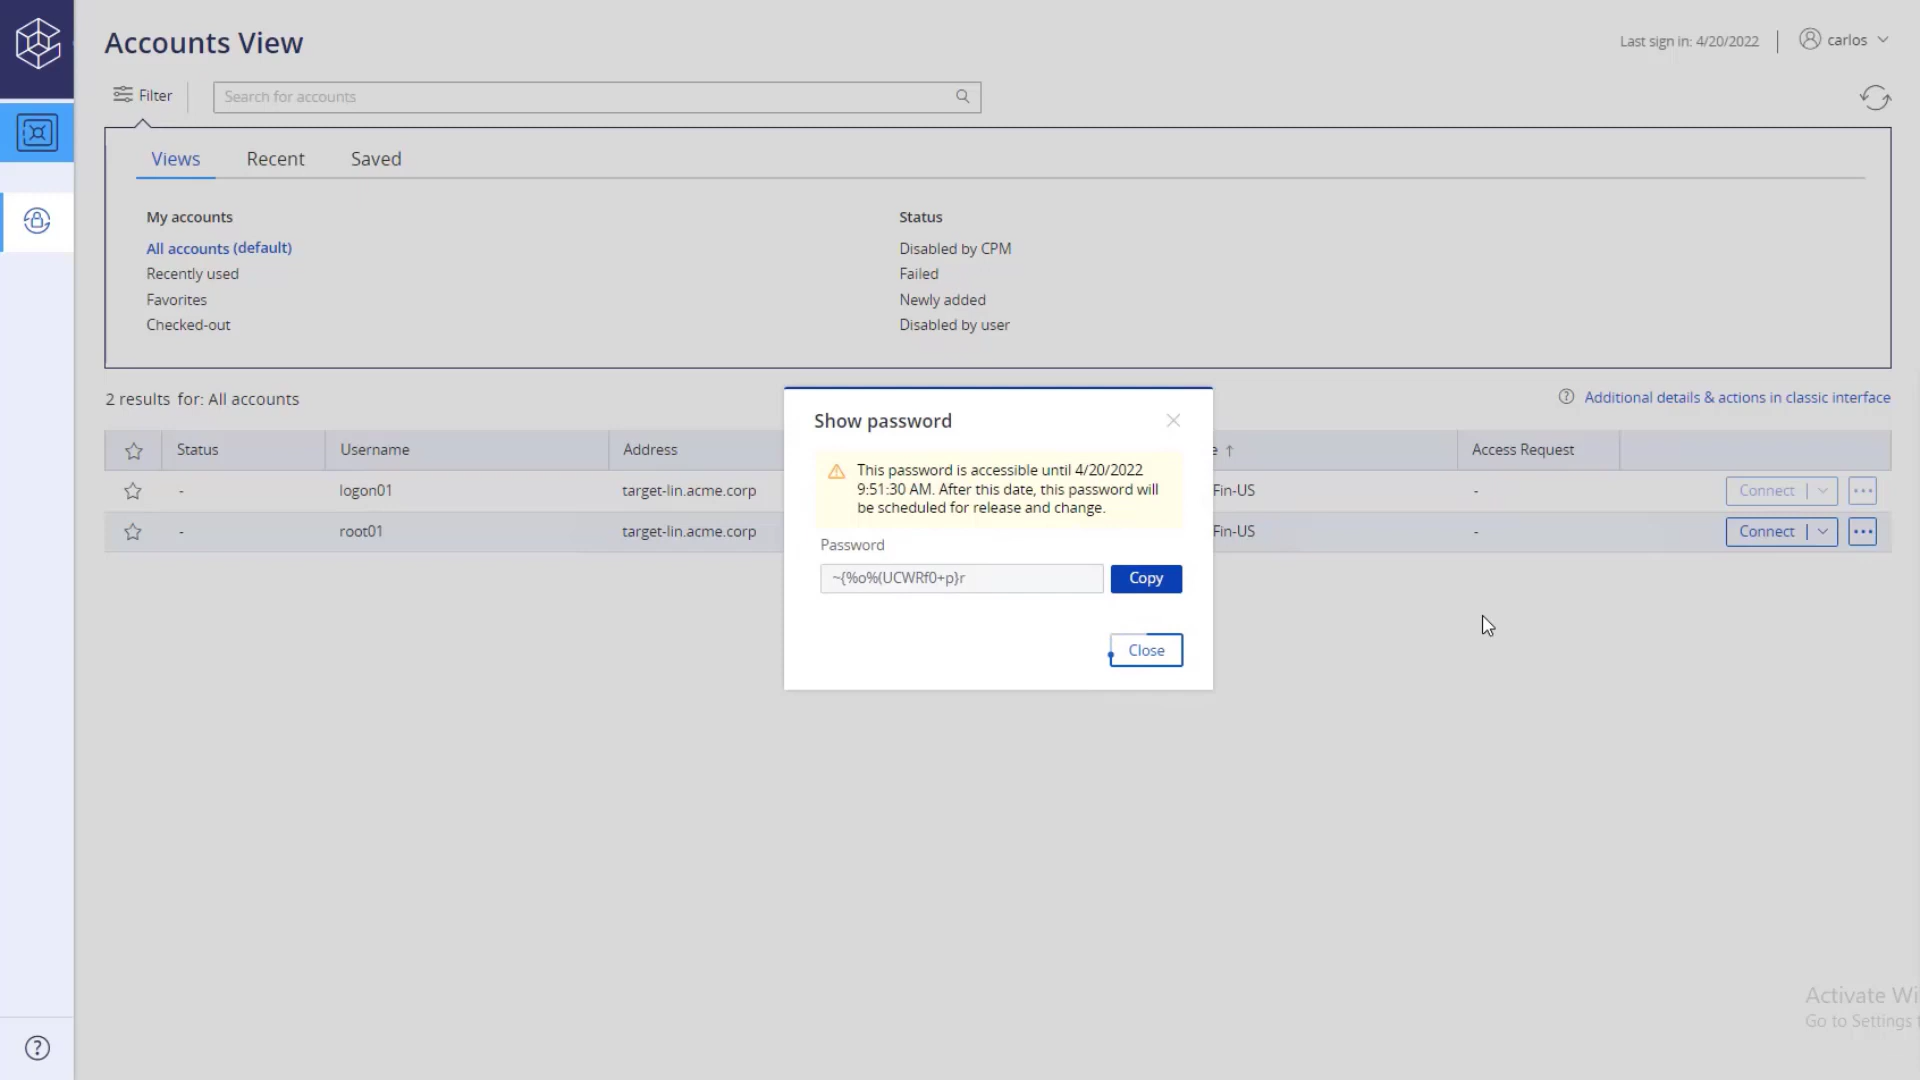 Accounts View
Last sign in: 4/20/2022
carlos
Filter
Search for accounts
Views
Recent
Saved
My accounts
Status
All accounts (default)
Disabled by CPM
Recently used
Failed
Favorites
Newly added
Checked-out
Disabled by user
2 results for: All accounts
Additional details & actions in classic interface
Status
Username
Address
Access Request
-
logon01
target-lin.acme.corp
Fin-US
-
Connect
-
root01
target-lin.acme.corp
Fin-US
-
Connect
Show password
This password is accessible until 4/20/2022
9:51:30 AM. After this date, this password will
be scheduled for release and change.
Password
~{%o%(UCWRf0+p}r
Copy
Close
Activate Wi
Go to Settings